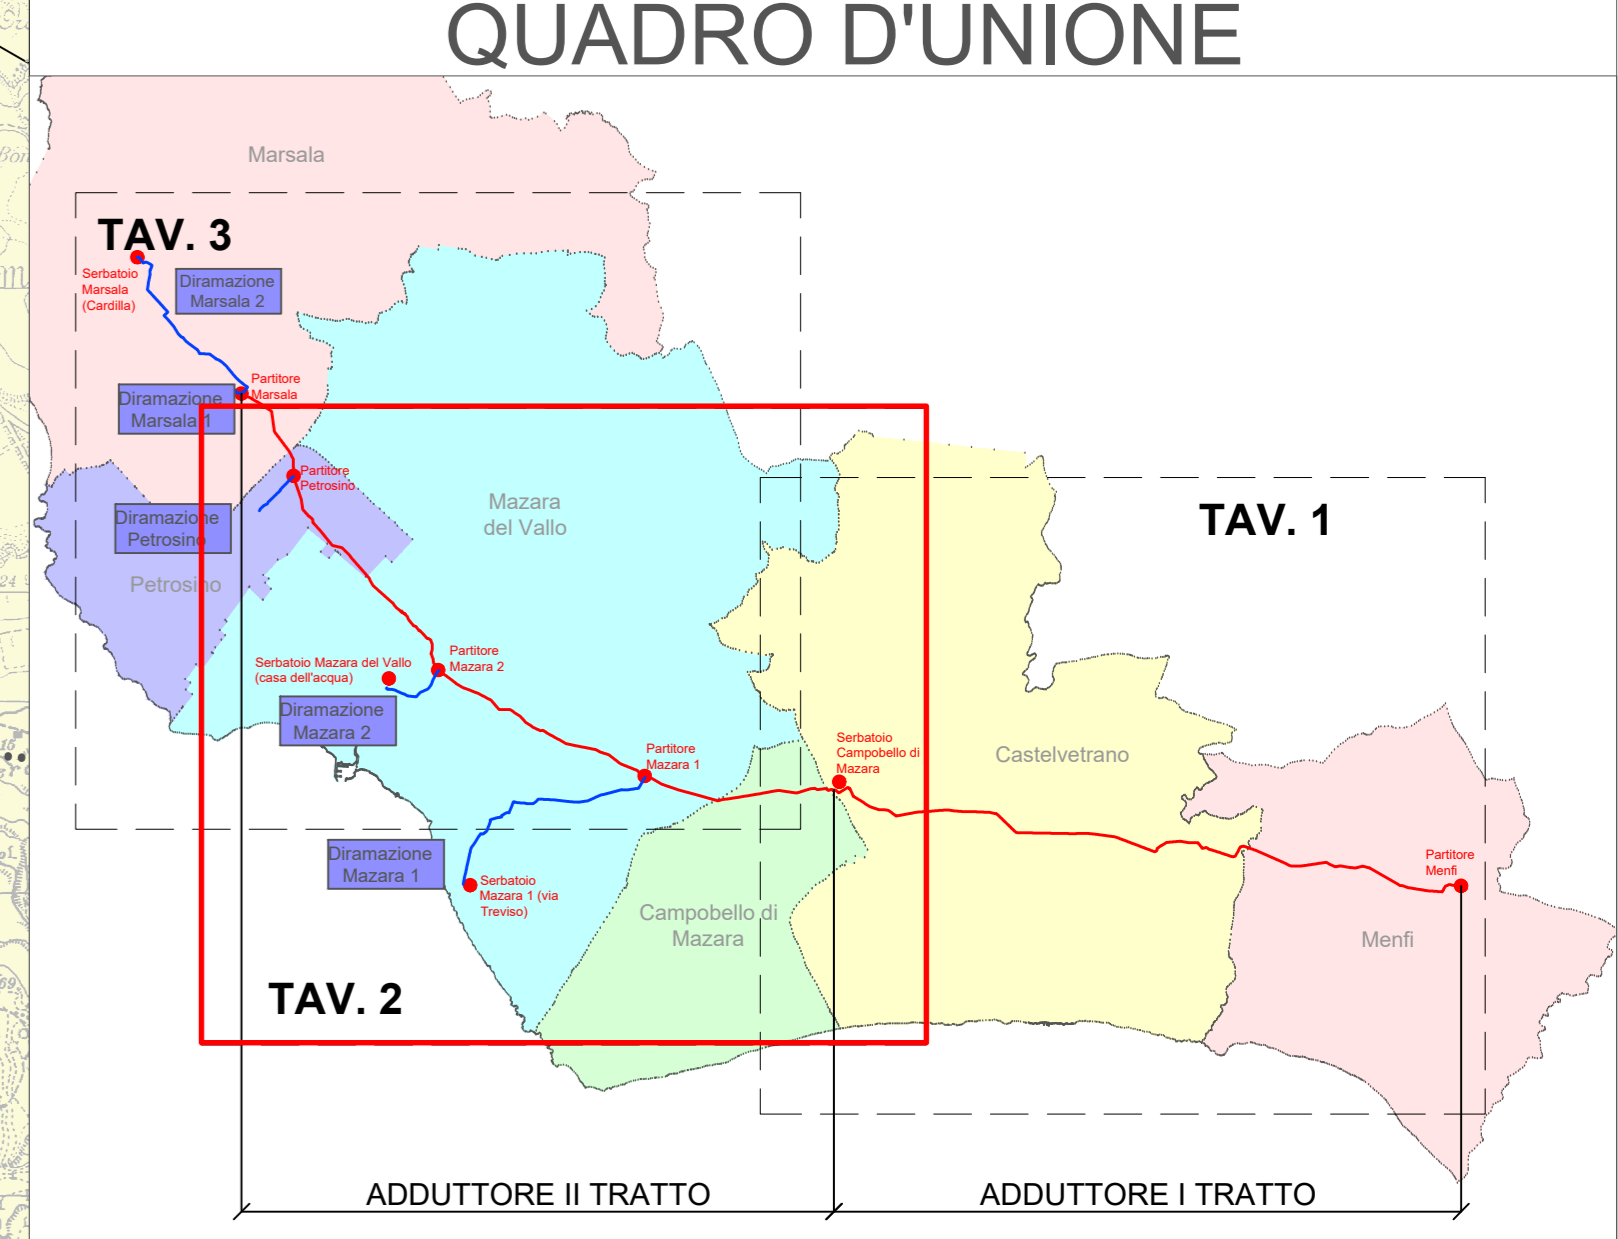 QUADRO D'UNIONE
Marsala
TAV. 3
Serbatoio
Marsala
(Cardilla)
Diramazione
Marsala 2
Partitore
Marsala
Diramazione
Marsala 1
Partitore
Petrosino
Mazara
del Vallo
TAV. 1
Diramazione
Petrosino
Petrosino
Partitore
Mazara 2
Serbatoio Mazara del Vallo
(casa dell'acqua)
Diramazione
Mazara 2
Partitore
Mazara 1
Serbatoio
Campobello di
Mazara
Castelvetrano
Diramazione
Mazara 1
Serbatoio
Mazara 1 (via
Treviso)
Partitore
Menfi
Campobello di
Mazara
Menfi
TAV. 2
ADDUTTORE II TRATTO
ADDUTTORE I TRATTO